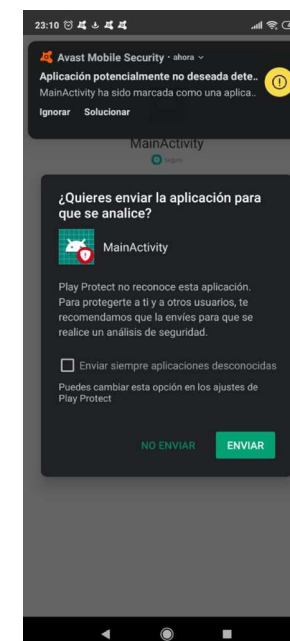 23:10
Avast Mobile Security · ahora
Aplicación potencialmente no deseada dete..
MainActivity ha sido marcada como una aplica..
Ignorar Solucionar
MainActivity
Seguro
¿Quieres enviar la aplicación para
que se analice?
MainActivity
Play Protect no reconoce esta aplicación.
Para protegerte a ti y a otros usuarios, te
recomendamos que la envíes para que se
realice un análisis de seguridad.
Enviar siempre aplicaciones desconocidas
Puedes cambiar esta opción en los ajustes de
Play Protect
NO ENVIAR ENVIAR